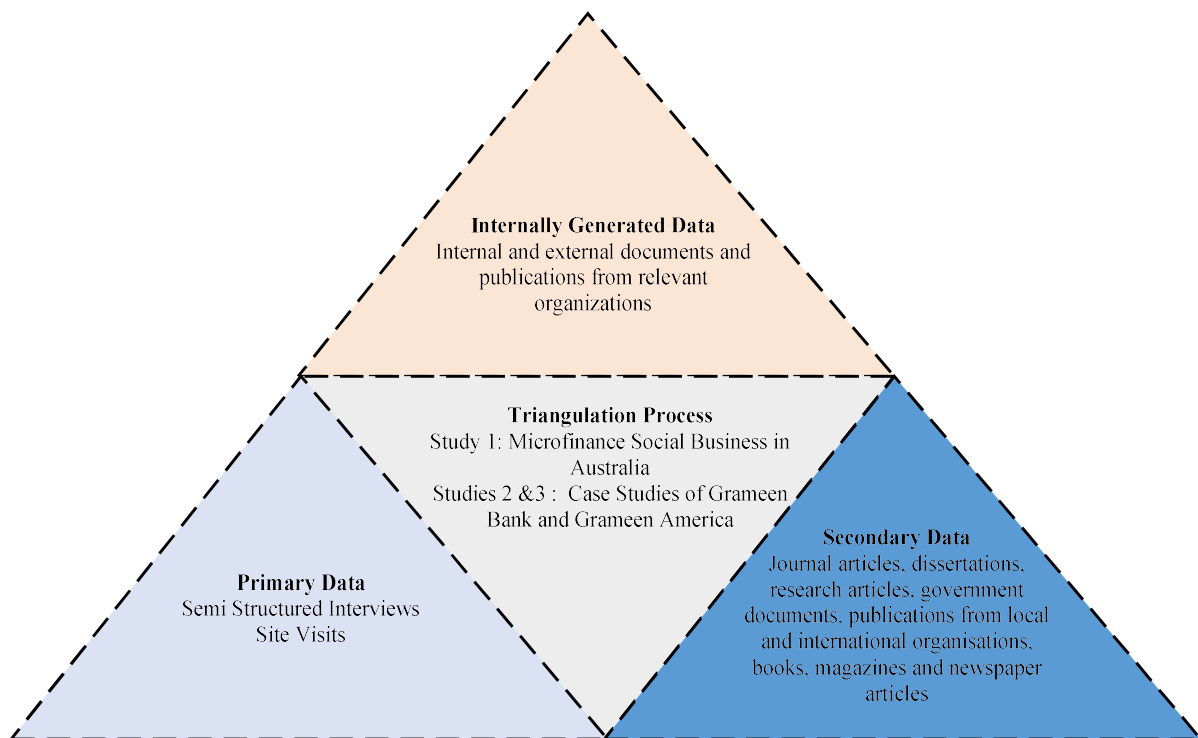 Internally Generated Data
Internal and external documents and
publications from relevant
organizations
Triangulation Process
Study 1: Microfinance Social Business in
Australia
Studies 2 &3 : Case Studies of Grameen
Bank and Grameen America
Primary Data
Semi Structured Interviews
Site Visits
Secondary Data
Journal articles, dissertations,
research articles, government
documents, publications from local
and international organisations,
books, magazines and newspaper
articles